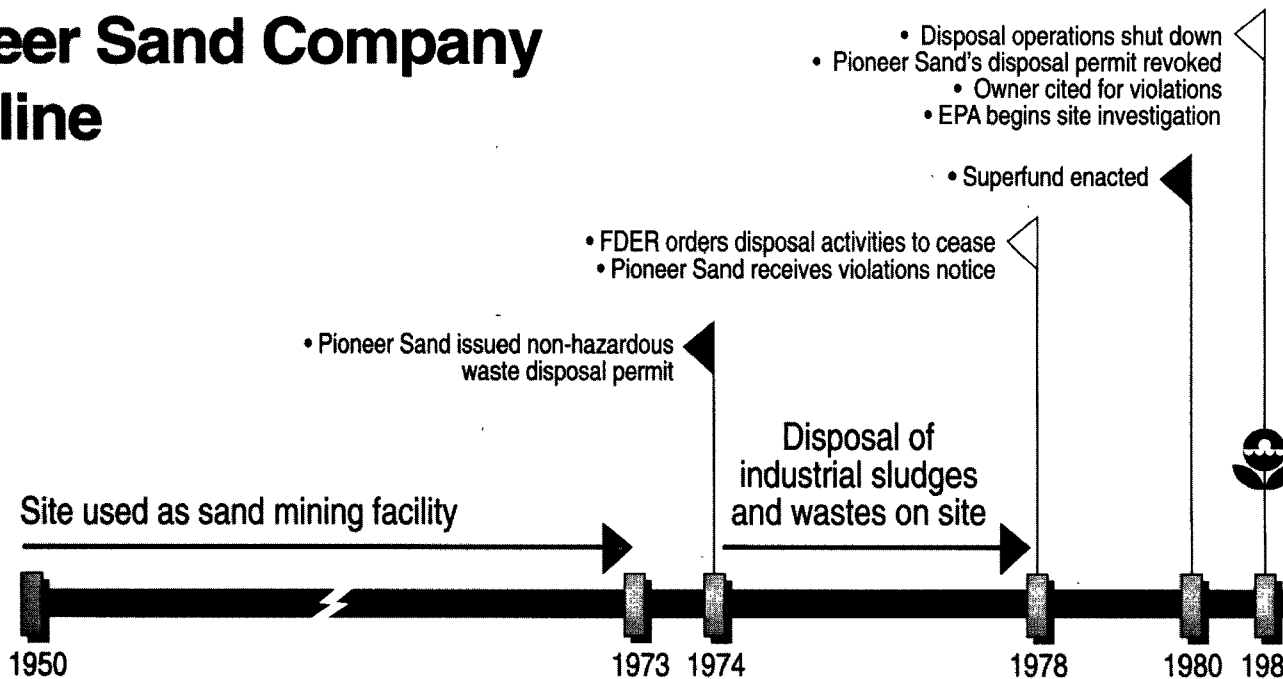 eer Sand Company
line
• Disposal operations shut down
• Pioneer Sand's disposal permit revoked
• Owner cited for violations
• EPA begins site investigation
• Superfund enacted
• FDER orders disposal activities to cease
• Pioneer Sand receives violations notice
• Pioneer Sand issued non-hazardous
waste disposal permit
Disposal of
industrial sludges
and wastes on site
Site used as sand mining facility
1950
1973
1974
1978
1980
198